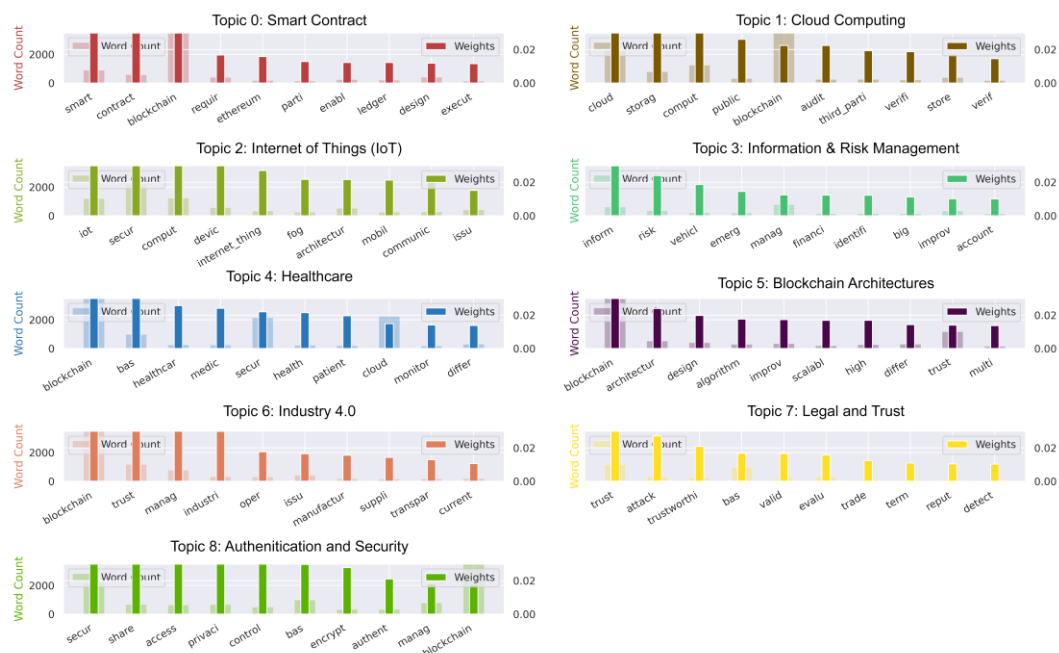 Topic 0: Smart Contract
Word Count
2000
0
Word Count
Weights
0.02
0.00
smart
contract
blockchain
requir
ethereum
parti
enabl
ledger
design
execut
Topic 1: Cloud Computing
Word Count
Word Count
Weights
0.02
0.00
cloud
storag
comput
public
blockchain
audit
third_parti
verifi
store
verif
Topic 2: Internet of Things (IoT)
Word Count
2000
0
Word Count
Weights
0.02
0.00
iot
secur
comput
devic
internet_thing
fog
architectur
mobil
communic
issu
Topic 3: Information & Risk Management
Word Count
Word Count
Weights
0.02
0.00
inform
risk
vehicl
emerg
manag
financi
identifi
big
improv
account
Topic 4: Healthcare
Word Count
2000
0
Word Count
Weights
0.02
0.00
blockchain
bas
healthcar
medic
secur
health
patient
cloud
monitor
differ
Topic 5: Blockchain Architectures
Word Count
Word Count
Weights
0.02
0.00
blockchain
architectur
design
algorithm
improv
scalabl
high
differ
trust
multi
Topic 6: Industry 4.0
Word Count
2000
0
Word Count
Weights
0.02
0.00
blockchain
trust
manag
industri
oper
issu
manufactur
suppli
transpar
current
Topic 7: Legal and Trust
Word Count
Word Count
Weights
0.02
0.00
trust
attack
trustworthi
bas
valid
evalu
trade
term
reput
detect
Topic 8: Authenitication and Security
Word Count
2000
0
Word Count
Weights
0.02
0.00
secur
share
access
privaci
control
bas
encrypt
authent
manag
blockchain